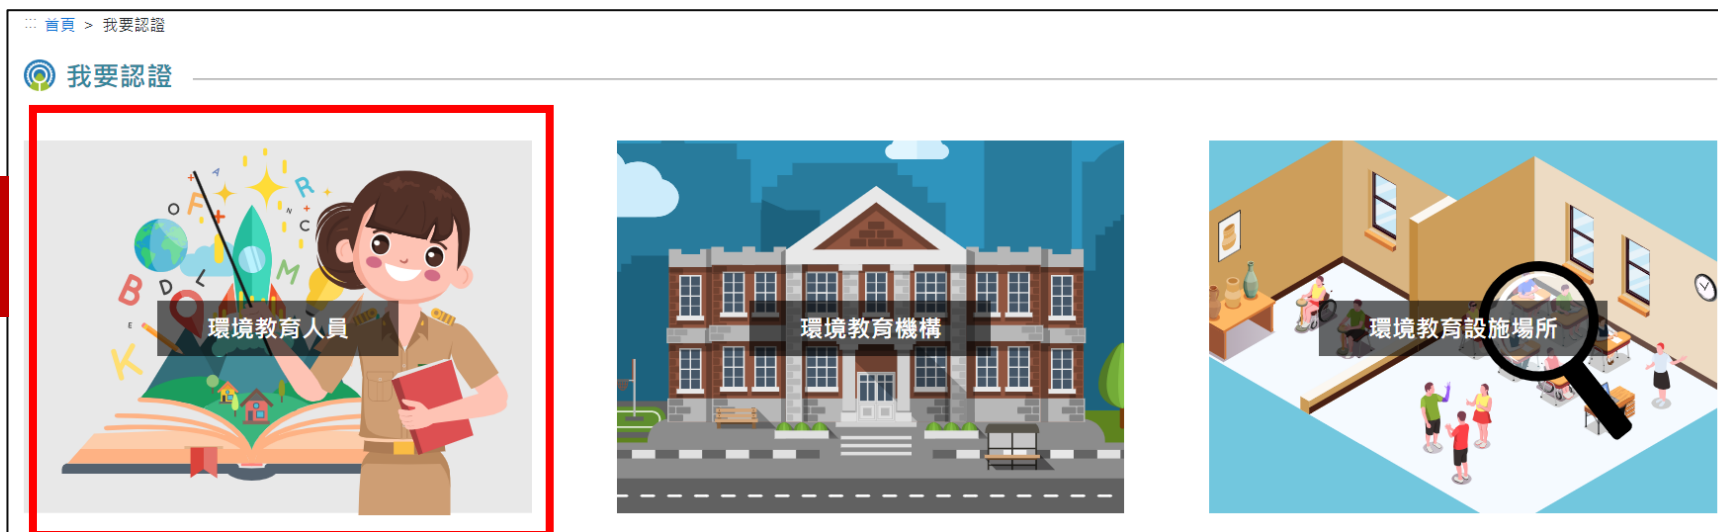 ::: 首頁 > 我要認證
我要認證
環境教育人員
環境教育機構
環境教育設施場所
A
R
F
O
N
C
M
L
B
D
E
K